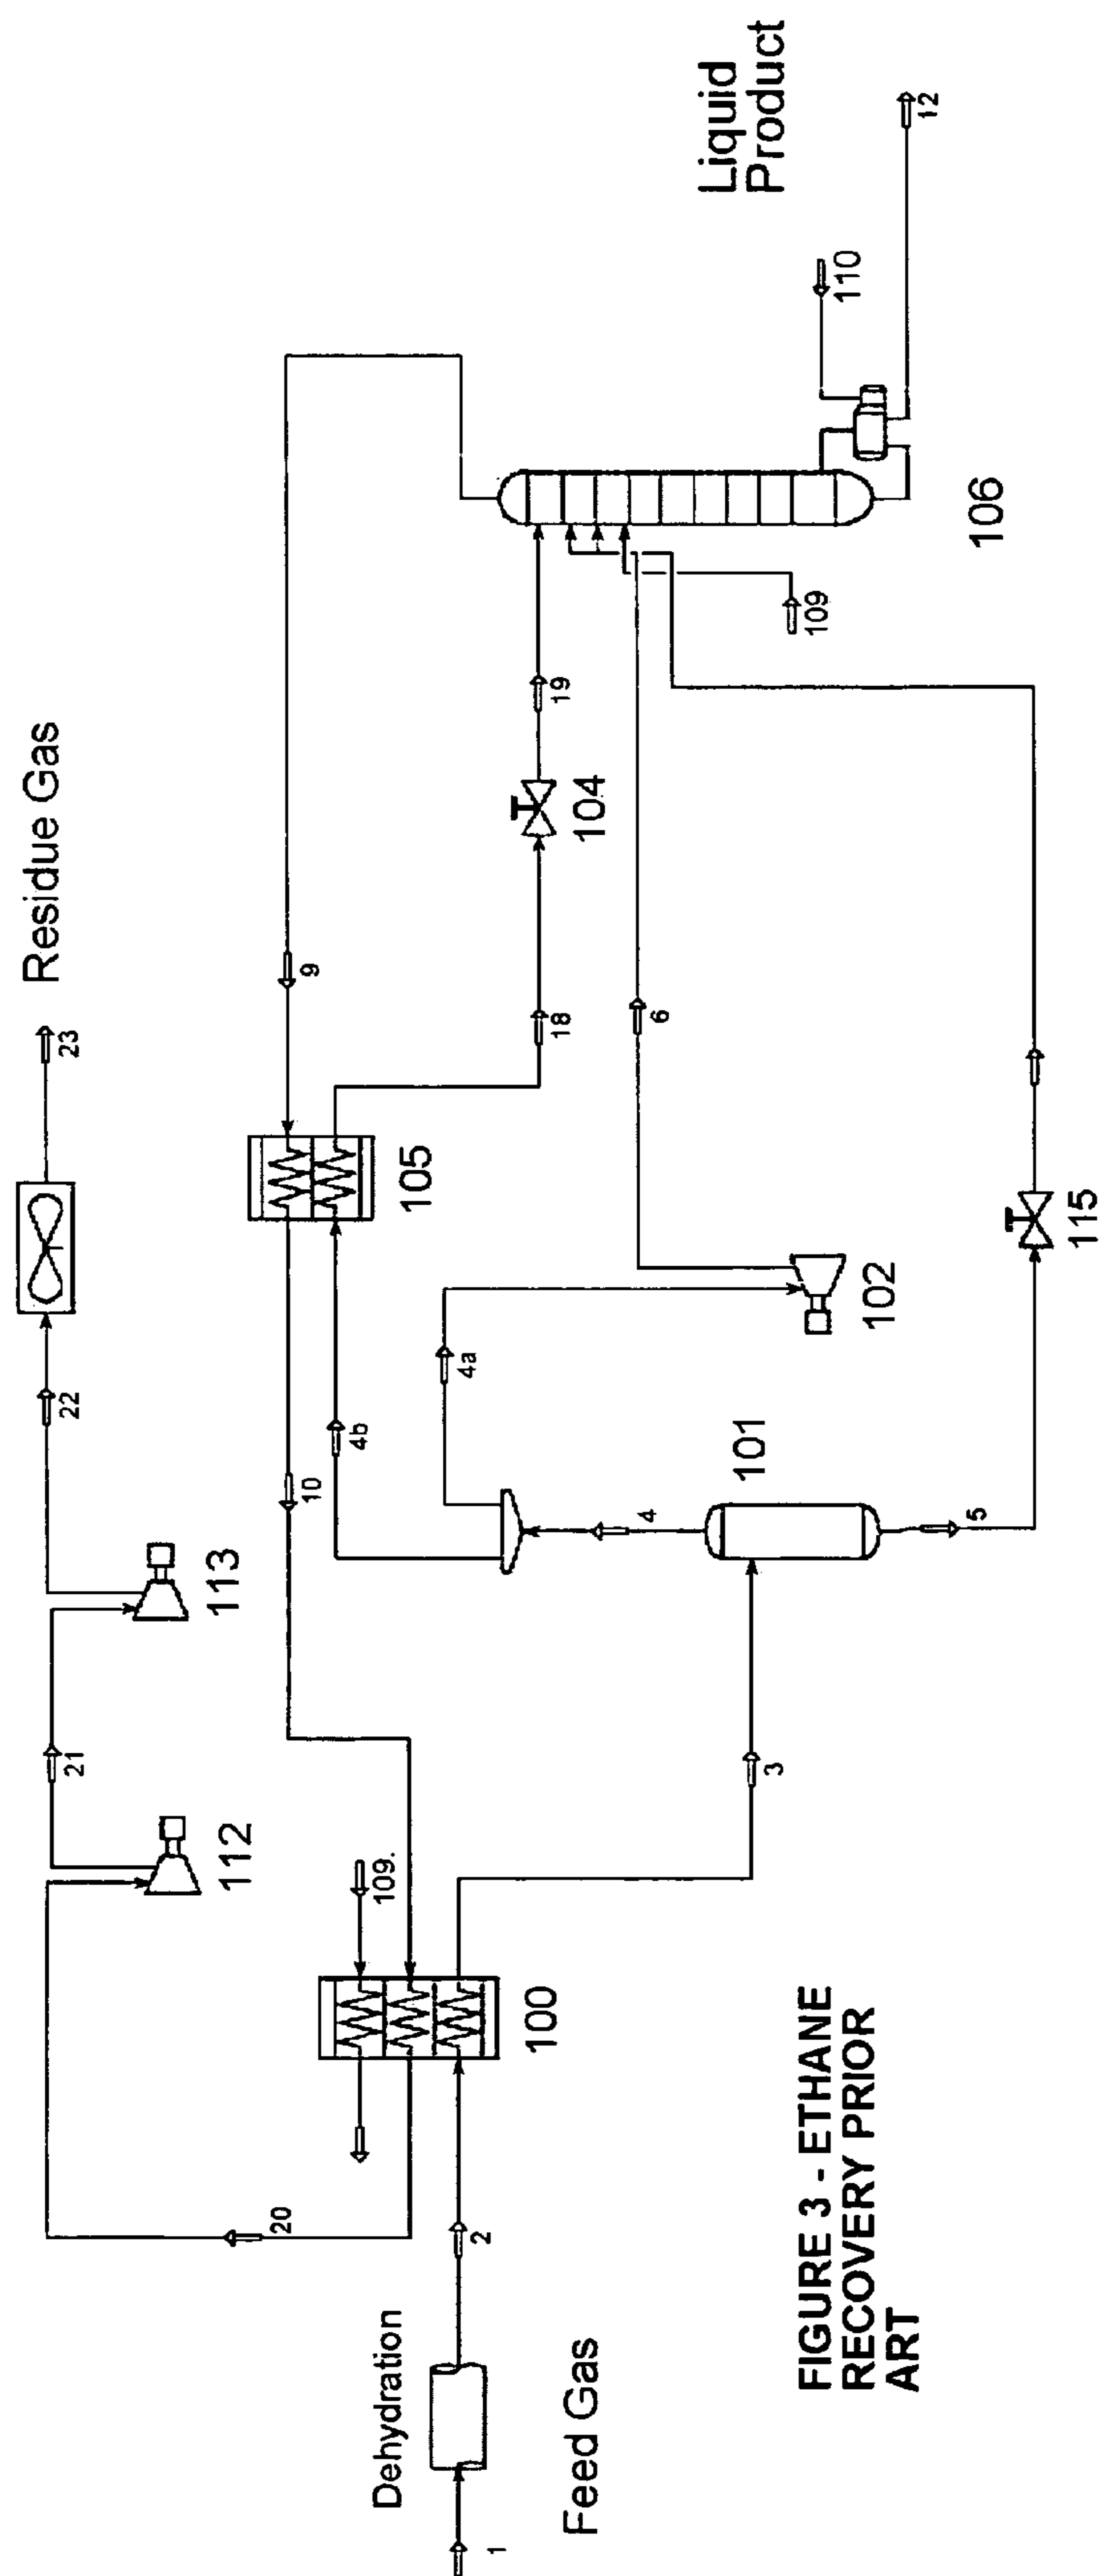 Residue Gas
23
22
21
20
113
112
9
10
105
4b
4a
18
19
104
6
102
Liquid
Product
110
12
106
109
101
4
5
115
3
109.
100
2
Dehydration
1
Feed Gas
FIGURE 3 - ETHANE
RECOVERY PRIOR
ART